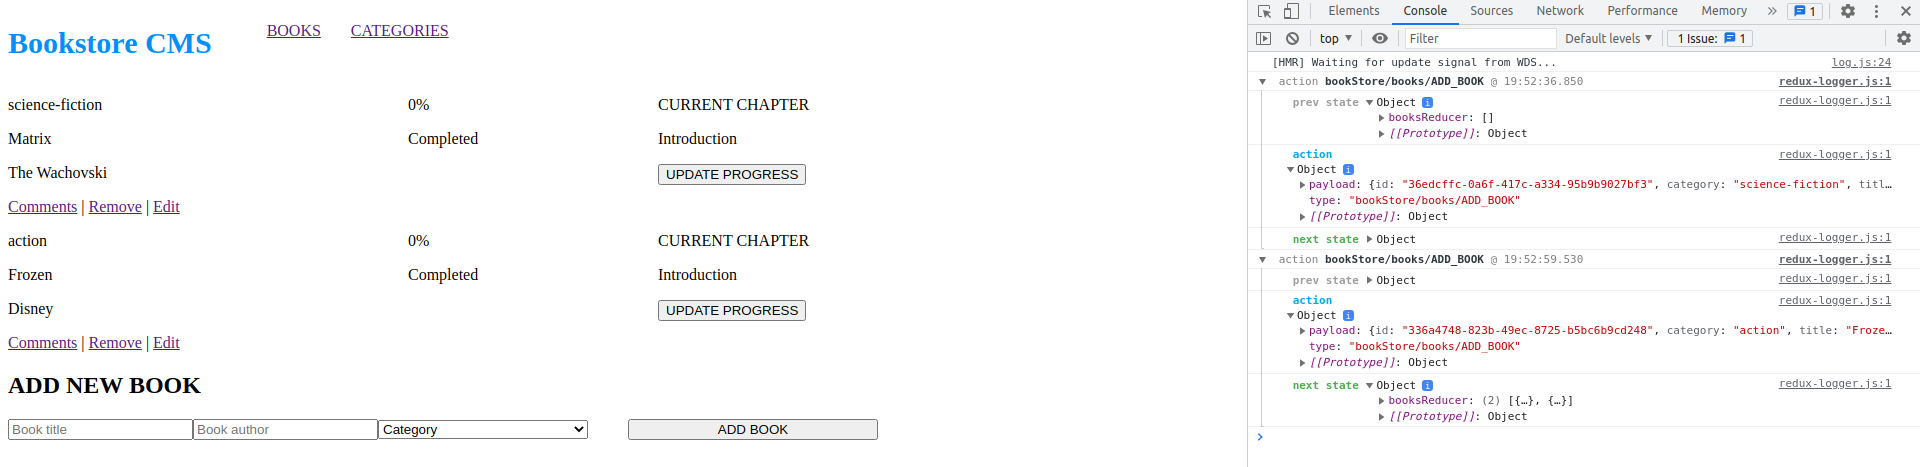 Bookstore CMS
BOOKS CATEGORIES
science-fiction 0% CURRENT CHAPTER
Matrix Completed Introduction
The Wachovski UPDATE PROGRESS
Comments | Remove | Edit
action 0% CURRENT CHAPTER
Frozen Completed Introduction
Disney UPDATE PROGRESS
Comments | Remove | Edit
ADD NEW BOOK
Book title Book author Category ADD BOOK
Elements Console Sources Network Performance Memory » 1
top Filter Default levels 1 Issue: 1
[HMR] Waiting for update signal from WDS... log.js:24
action bookStore/books/ADD_BOOK @ 19:52:36.850 redux-logger.js:1
prev state Object i redux-logger.js:1
booksReducer: []
[[Prototype]]: Object
action redux-logger.js:1
Object i
payload: {id: "36edcffc-0a6f-417c-a334-95b9b9027bf3", category: "science-fiction", titl…
type: "bookStore/books/ADD_BOOK"
[[Prototype]]: Object
next state Object redux-logger.js:1
action bookStore/books/ADD_BOOK @ 19:52:59.530 redux-logger.js:1
prev state Object redux-logger.js:1
action redux-logger.js:1
Object i
payload: {id: "336a4748-823b-49ec-8725-b5bc6b9cd248", category: "action", title: "Froze…
type: "bookStore/books/ADD_BOOK"
[[Prototype]]: Object
next state Object i redux-logger.js:1
booksReducer: (2) [{…}, {…}]
[[Prototype]]: Object